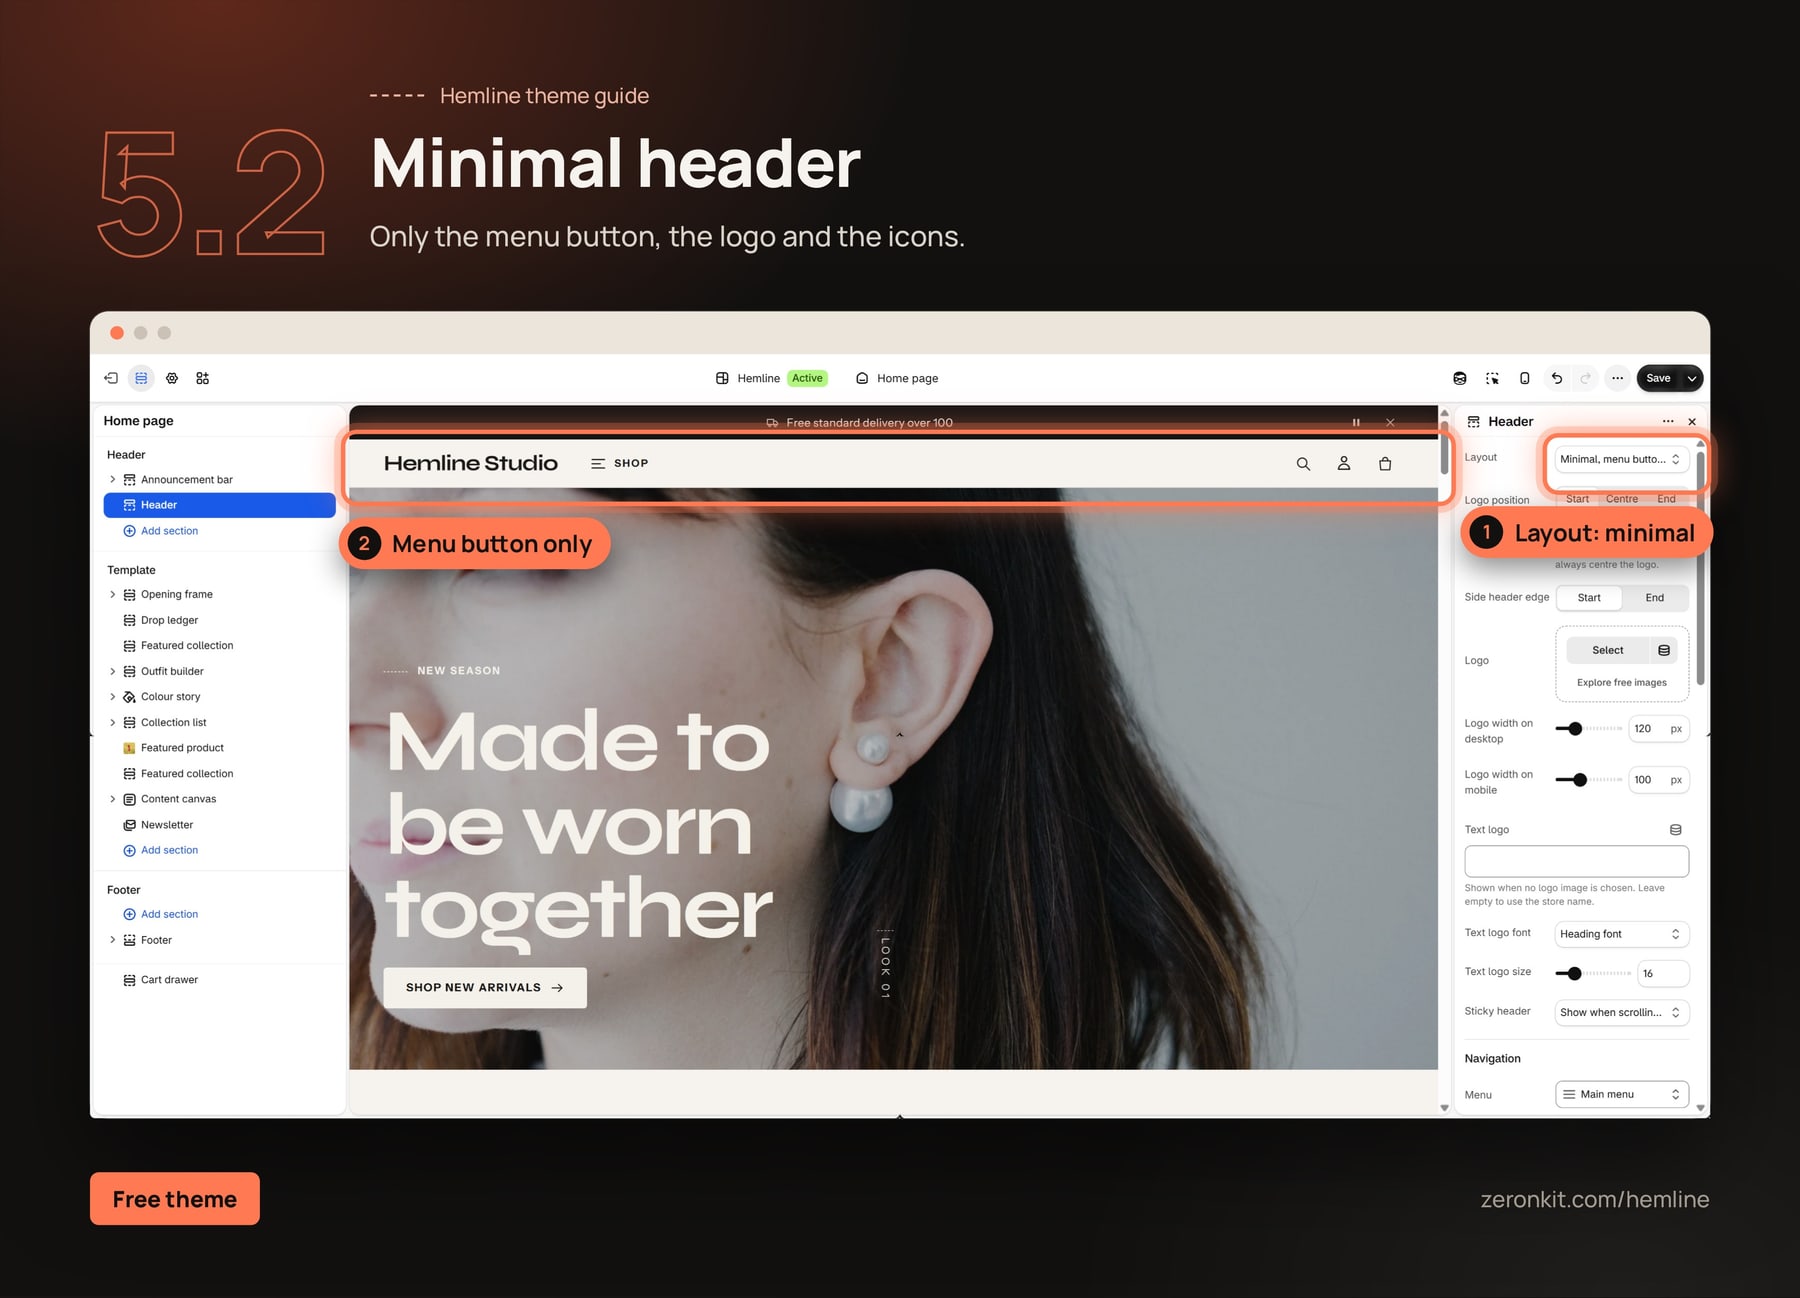 Hemline theme guide
5.2
Minimal header
Only the menu button, the logo and the icons.
Hemline
Active
Home page
Save
Home page
Header
Announcement bar
Header
Add section
Template
Opening frame
Drop ledger
Featured collection
Outfit builder
Colour story
Collection list
Featured product
Featured collection
Content canvas
Newsletter
Add section
Footer
Add section
Footer
Cart drawer
Free standard delivery over 100
Hemline Studio
SHOP
2 Menu button only
NEW SEASON
Made to
be worn
together
SHOP NEW ARRIVALS
LOOK 01
Header
Layout
Minimal, menu butto...
Logo position
Start
Centre
End
1 Layout: minimal
always centre the logo.
Side header edge
Start
End
Logo
Select
Explore free images
Logo width on
desktop
120 px
Logo width on
mobile
100 px
Text logo
Shown when no logo image is chosen. Leave
empty to use the store name.
Text logo font
Heading font
Text logo size
16
Sticky header
Show when scrollin...
Navigation
Menu
Main menu
Free theme
zeronkit.com/hemline